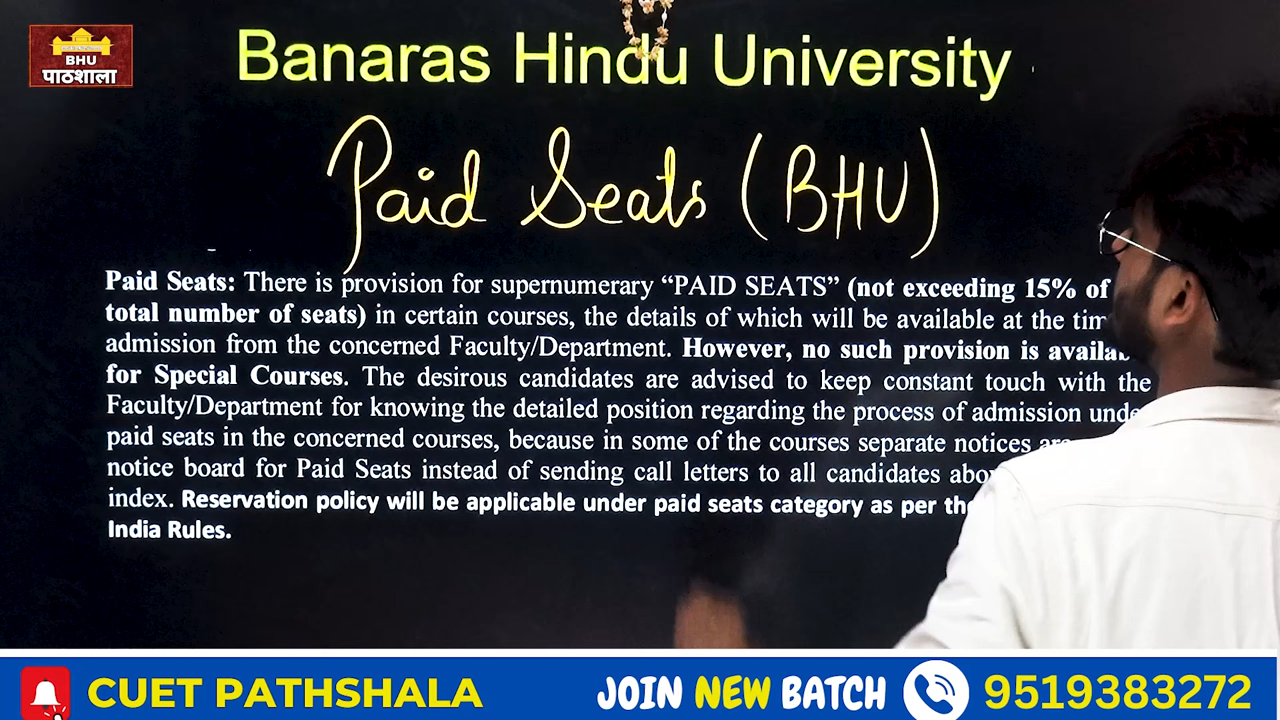 BHU
पाठशाला
Banaras Hindu University
Paid Seats (BHU)
Paid Seats: There is provision for supernumerary “PAID SEATS” (not exceeding 15% of
total number of seats) in certain courses, the details of which will be available at the
admission from the concerned Faculty/Department. However, no such provision is
for Special Courses. The desirous candidates are advised to keep constant touch with the
Faculty/Department for knowing the detailed position regarding the process of admission
paid seats in the concerned courses, because in some of the courses separate notices
notice board for Paid Seats instead of sending call letters to all candidates
index. Reservation policy will be applicable under paid seats category as per
India Rules.
CUET PATHSHALA
JOIN NEW BATCH
9519383272